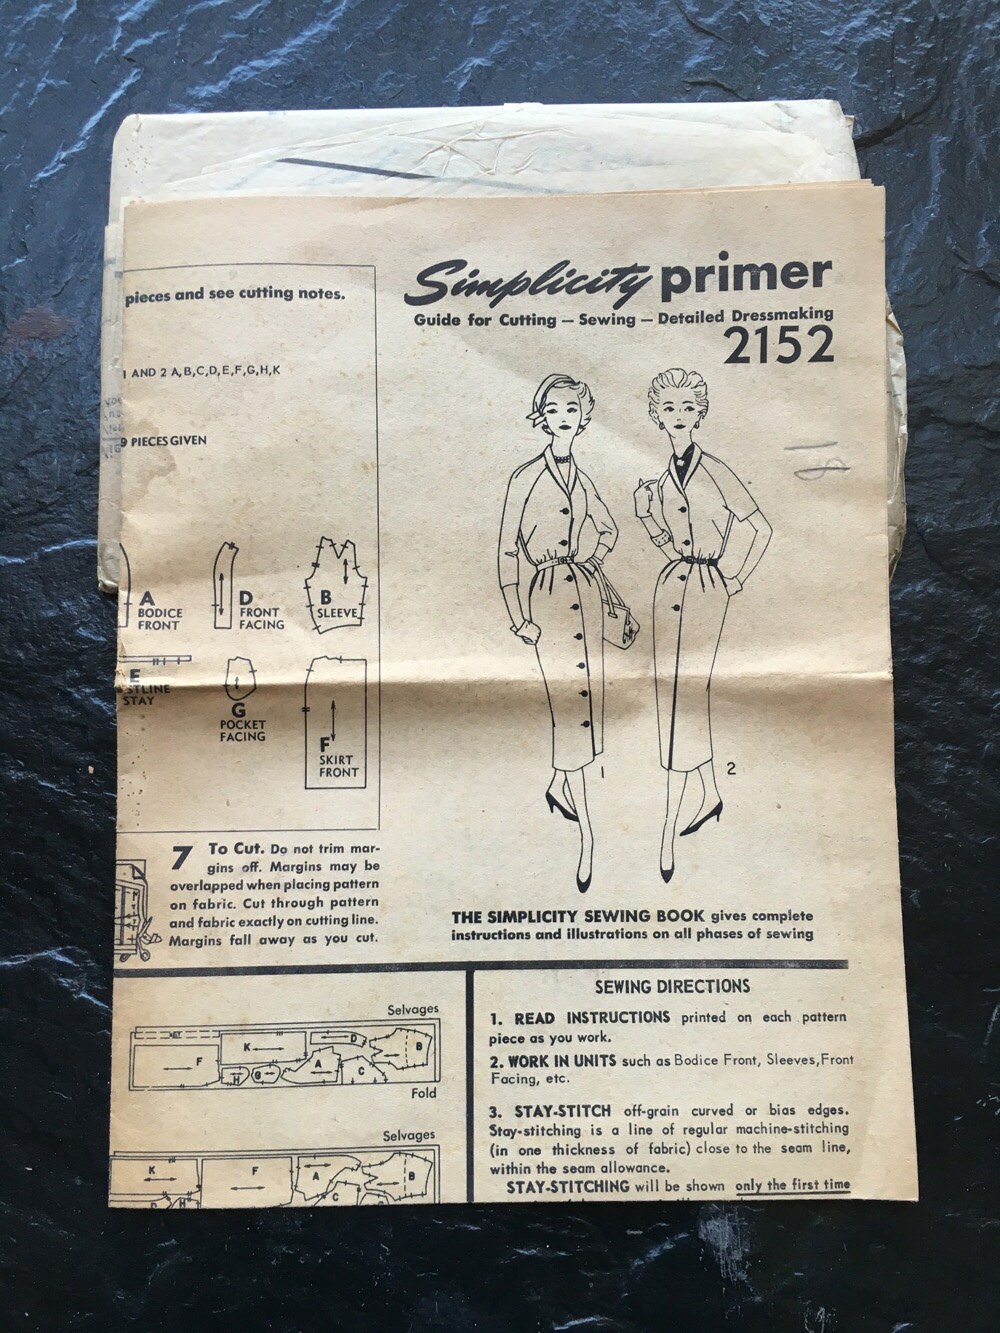 pieces and see cutting notes.
1 AND 2 A,B,C,D,E,F,G,H,K
9 PIECES GIVEN
A
BODICE
FRONT
D
FRONT
FACING
B
SLEEVE
E
STLINE
STAY
G
POCKET
FACING
F
SKIRT
FRONT
7 To Cut. Do not trim mar-
gins off. Margins may be
overlapped when placing pattern
on fabric. Cut through pattern
and fabric exactly on cutting line.
Margins fall away as you cut.
Simplicity primer
Guide for Cutting — Sewing — Detailed Dressmaking
2152
1
2
THE SIMPLICITY SEWING BOOK gives complete
instructions and illustrations on all phases of sewing
Selvages
F K H G A D C B
Fold
Selvages
K F A C B
D H
SEWING DIRECTIONS
1. READ INSTRUCTIONS printed on each pattern
piece as you work.
2. WORK IN UNITS such as Bodice Front, Sleeves, Front
Facing, etc.
3. STAY-STITCH off-grain curved or bias edges.
Stay-stitching is a line of regular machine-stitching
(in one thickness of fabric) close to the seam line,
within the seam allowance.
STAY-STITCHING will be shown only the first time